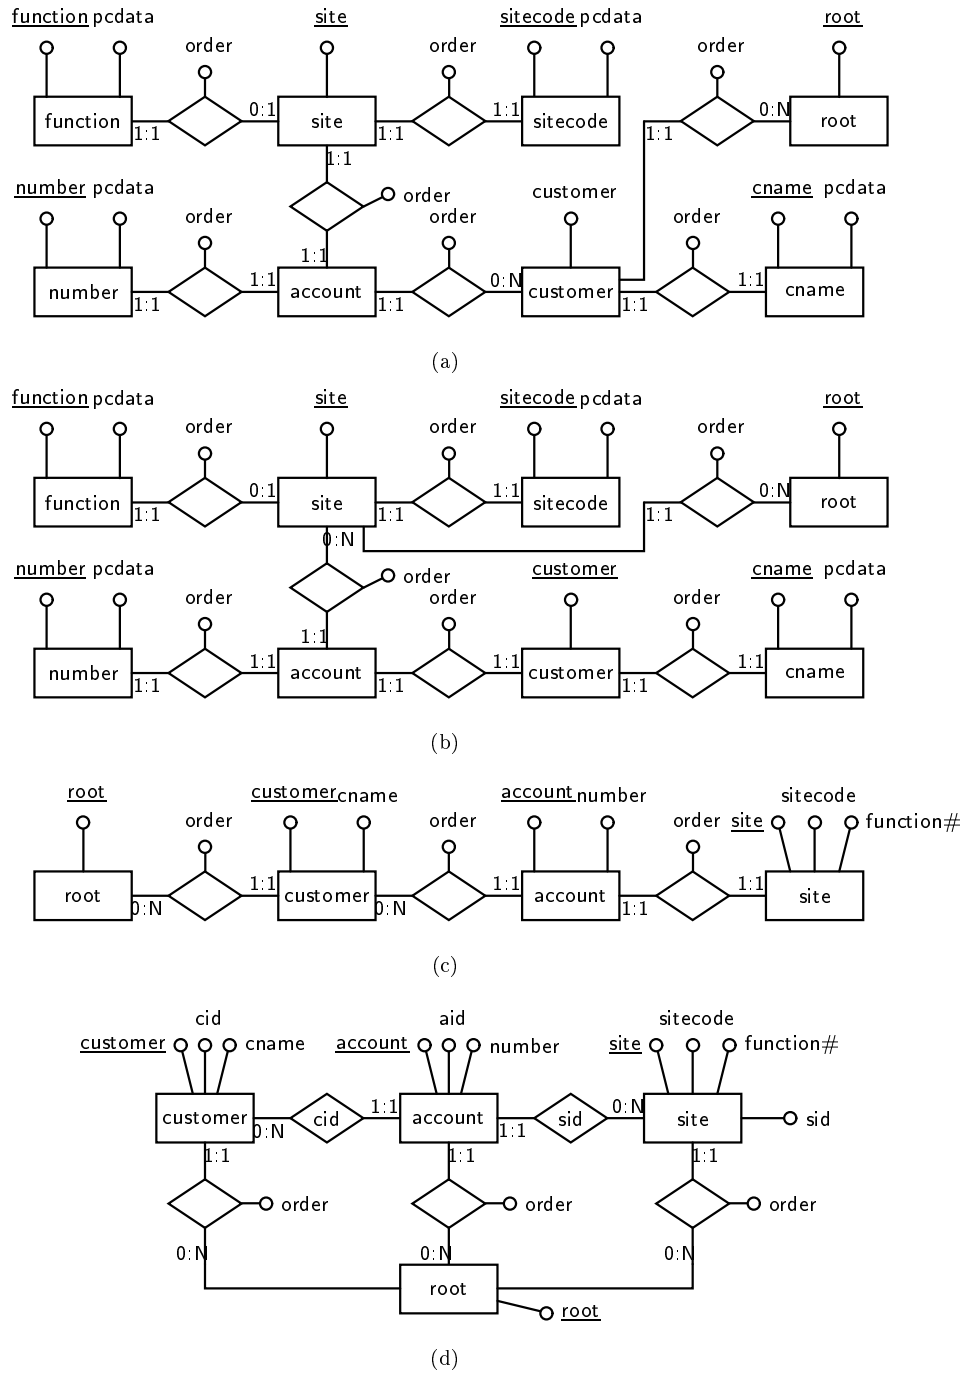 function pcdata site sitecode pcdata root
order order order
function 1:1 0:1 site 1:1 1:1 sitecode 1:1 0:N root
1:1
number pcdata order customer cname pcdata
order order order
1:1
number 1:1 1:1 account 1:1 0:N customer 1:1 1:1 cname
(a)
function pcdata site sitecode pcdata root
order order order
function 1:1 0:1 site 1:1 1:1 sitecode 1:1 0:N root
0:N
number pcdata order customer cname pcdata
order order order
1:1
number 1:1 1:1 account 1:1 1:1 customer 1:1 1:1 cname
(b)
root customer cname account number sitecode
order order order site function#
root 0:N 1:1 customer 0:N 1:1 account 1:1 1:1 site
(c)
cid aid sitecode
customer cname account number site function#
customer 0:N cid 1:1 account 1:1 sid 0:N site sid
1:1 1:1 1:1
order order order
0:N 0:N 0:N
root
root
(d)